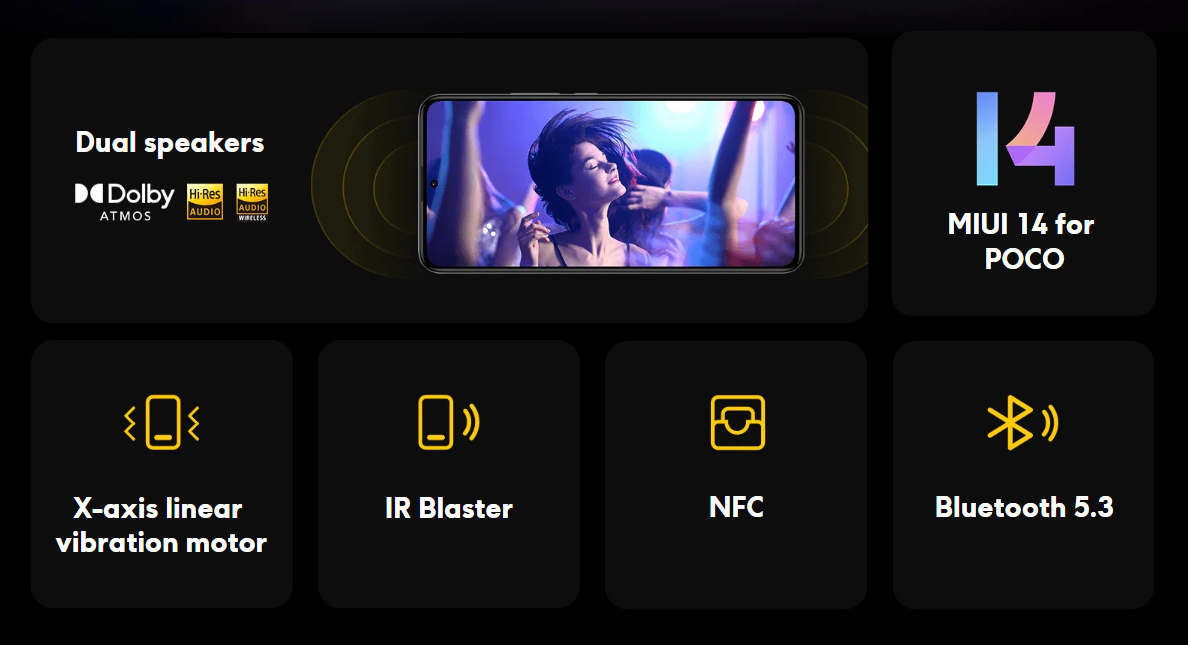 Dual speakers
Dolby
ATMOS
Hi-Res
AUDIO
Hi-Res
AUDIO
WIRELESS
14
MIUI 14 for
POCO
X-axis linear
vibration motor
IR Blaster
NFC
Bluetooth 5.3